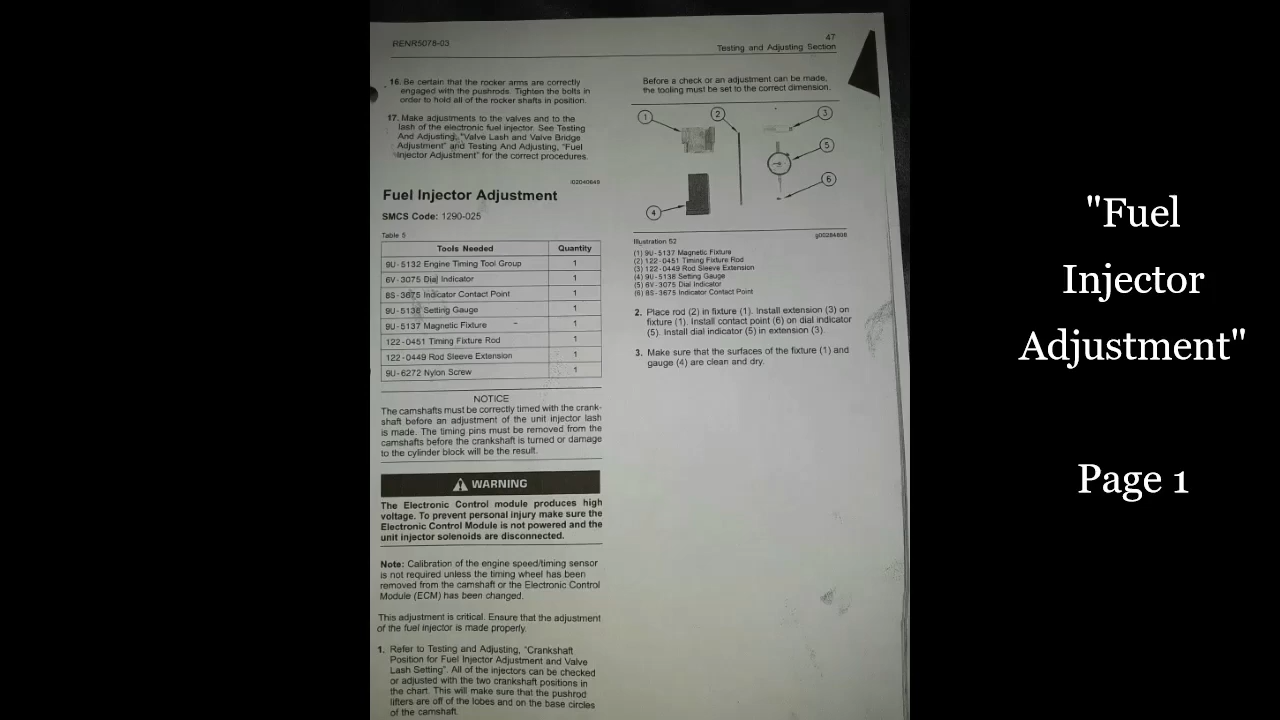 RENR5078-03
47
Testing and Adjusting Section
16. Be certain that the rocker arms are correctly
engaged with the pushrods. Tighten the bolts in
order to hold all of the rocker shafts in position.
17. Make adjustments to the valves and to the
lash of the electronic fuel injector. See Testing
And Adjusting, "Valve Lash and Valve Bridge
Adjustment" and Testing And Adjusting, "Fuel
Injector Adjustment" for the correct procedures.
i02040649
Fuel Injector Adjustment
SMCS Code: 1290-025
Table 5
Tools Needed Quantity
9U-5132 Engine Timing Tool Group 1
6V-3075 Dial Indicator 1
8S-3675 Indicator Contact Point 1
9U-5138 Setting Gauge 1
9U-5137 Magnetic Fixture 1
122-0451 Timing Fixture Rod 1
122-0449 Rod Sleeve Extension 1
9U-6272 Nylon Screw 1
NOTICE
The camshafts must be correctly timed with the crank-
shaft before an adjustment of the unit injector lash
is made. The timing pins must be removed from the
camshafts before the crankshaft is turned or damage
to the cylinder block will be the result.
WARNING
The Electronic Control module produces high
voltage. To prevent personal injury make sure the
Electronic Control Module is not powered and the
unit injector solenoids are disconnected.
Note: Calibration of the engine speed/timing sensor
is not required unless the timing wheel has been
removed from the camshaft or the Electronic Control
Module (ECM) has been changed.
This adjustment is critical. Ensure that the adjustment
of the fuel injector is made properly.
1. Refer to Testing and Adjusting, "Crankshaft
Position for Fuel Injector Adjustment and Valve
Lash Setting". All of the injectors can be checked
or adjusted with the two crankshaft positions in
the chart. This will make sure that the pushrod
lifters are off of the lobes and on the base circles
of the camshaft.
Before a check or an adjustment can be made,
the tooling must be set to the correct dimension.
1
2
3
5
6
4
Illustration 52
g00284806
(1) 9U-5137 Magnetic Fixture
(2) 122-0451 Timing Fixture Rod
(3) 122-0449 Rod Sleeve Extension
(4) 9U-5138 Setting Gauge
(5) 6V-3075 Dial Indicator
(6) 8S-3675 Indicator Contact Point
2. Place rod (2) in fixture (1). Install extension (3) on
fixture (1). Install contact point (6) on dial indicator
(5). Install dial indicator (5) in extension (3).
3. Make sure that the surfaces of the fixture (1) and
gauge (4) are clean and dry.
"Fuel
Injector
Adjustment"
Page 1